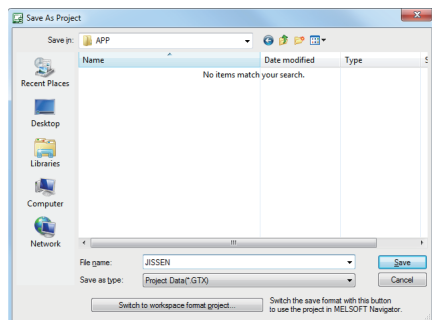 Save As Project
Save in: APP
Name Date modified Type S
No items match your search.
Recent Places
Desktop
Libraries
Computer
Network
File name: JISSEN Save
Save as type: Project Data(*.GTX) Cancel
Switch to workspace format project... Switch the save format with this button
to use the project in MELSOFT Navigator.